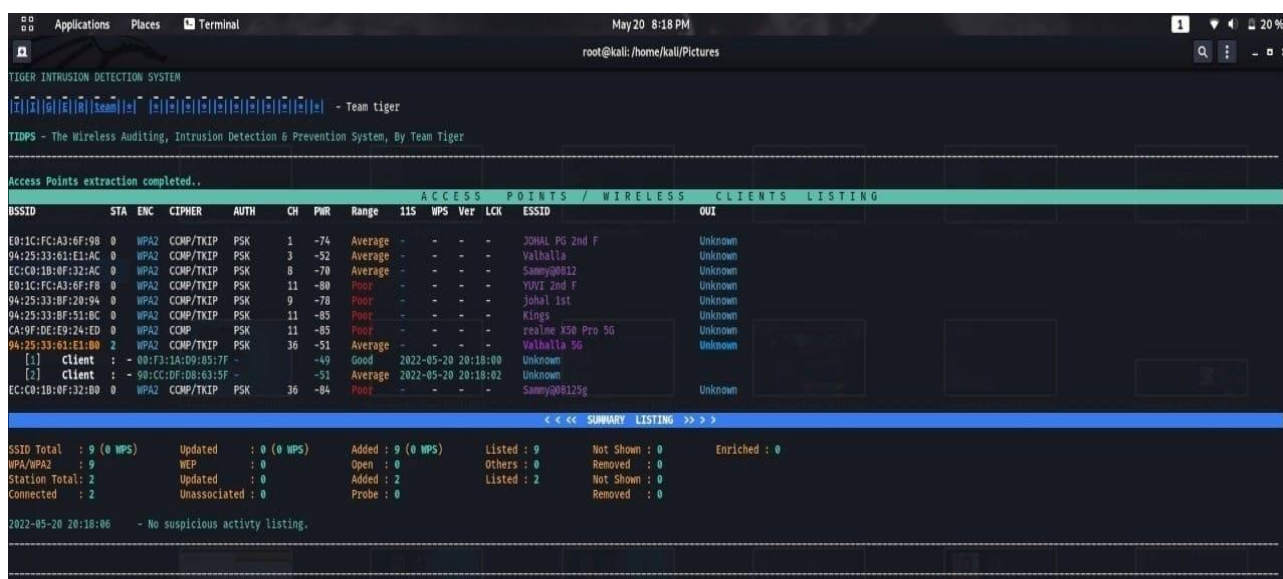 Applications Places Terminal May 20 8:18 PM 1 20 %
root@kali: /home/kali/Pictures
TIGER INTRUSION DETECTION SYSTEM
|T||I||G||E||R||team||*| |*||*||*||*||*||*||*||*||*||*||*| - Team tiger
TIDPS - The Wireless Auditing, Intrusion Detection & Prevention System, By Team Tiger
Access Points extraction completed..
ACCESS POINTS / WIRELESS CLIENTS LISTING
BSSID STA ENC CIPHER AUTH CH PWR Range 11S WPS Ver LCK ESSID OUI
E0:1C:FC:A3:6F:98 0 WPA2 CCMP/TKIP PSK 1 -74 Average - - - - JOHAL PG 2nd F Unknown
94:25:33:61:E1:AC 0 WPA2 CCMP/TKIP PSK 3 -52 Average - - - - Valhalla Unknown
EC:C0:1B:0F:32:AC 0 WPA2 CCMP/TKIP PSK 8 -70 Average - - - - Sammy@0812 Unknown
E0:1C:FC:A3:6F:F8 0 WPA2 CCMP/TKIP PSK 11 -80 Poor - - - - YUVI 2nd F Unknown
94:25:33:BF:20:94 0 WPA2 CCMP/TKIP PSK 9 -78 Poor - - - - johal 1st Unknown
94:25:33:BF:51:BC 0 WPA2 CCMP/TKIP PSK 11 -85 Poor - - - - Kings Unknown
CA:9F:DE:E9:24:ED 0 WPA2 CCMP PSK 11 -85 Poor - - - - realme X50 Pro 5G Unknown
94:25:33:61:E1:B0 2 WPA2 CCMP/TKIP PSK 36 -51 Average - - - - Valhalla 5G Unknown
[1] Client : - 00:F3:1A:D9:85:7F - -49 Good 2022-05-20 20:18:00 Unknown
[2] Client : - 90:CC:DF:D8:63:5F - -51 Average 2022-05-20 20:18:02 Unknown
EC:C0:1B:0F:32:B0 0 WPA2 CCMP/TKIP PSK 36 -84 Poor - - - - Sammy@08125g Unknown
< < << SUMMARY LISTING >> > >
SSID Total : 9 (0 WPS) Updated : 0 (0 WPS) Added : 9 (0 WPS) Listed : 9 Not Shown : 0 Enriched : 0
WPA/WPA2 : 9 WEP : 0 Open : 0 Others : 0 Removed : 0
Station Total: 2 Updated : 0 Added : 2 Listed : 2 Not Shown : 0
Connected : 2 Unassociated : 0 Probe : 0 Removed : 0
2022-05-20 20:18:06 - No suspicious activty listing.